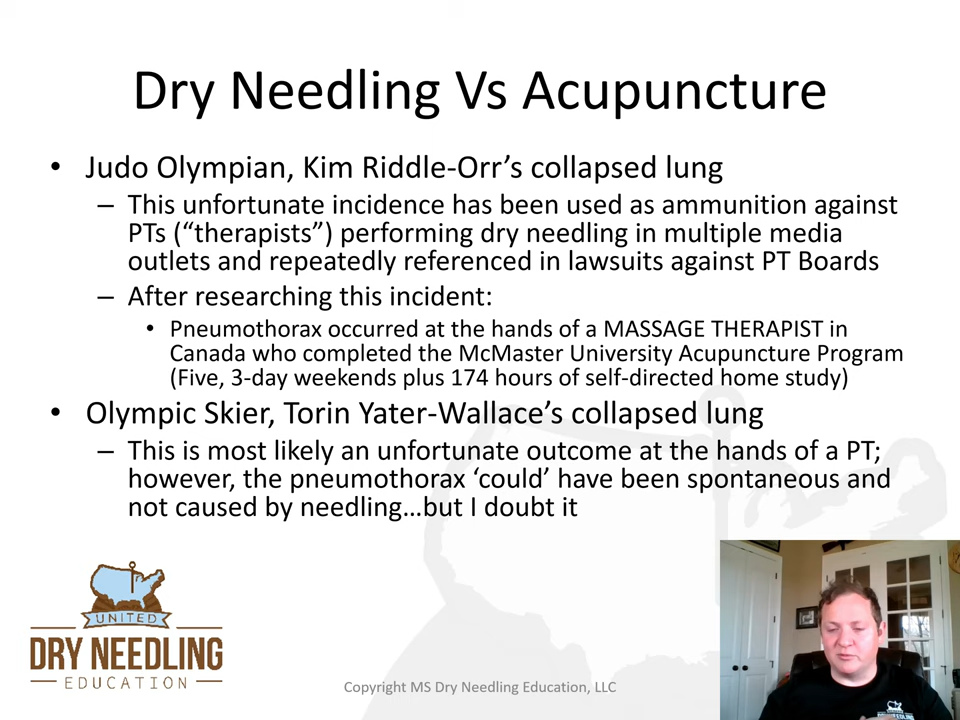 Dry Needling Vs Acupuncture
• Judo Olympian, Kim Riddle-Orr’s collapsed lung
– This unfortunate incidence has been used as ammunition against
PTs (“therapists”) performing dry needling in multiple media
outlets and repeatedly referenced in lawsuits against PT Boards
– After researching this incident:
• Pneumothorax occurred at the hands of a MASSAGE THERAPIST in
Canada who completed the McMaster University Acupuncture Program
(Five, 3-day weekends plus 174 hours of self-directed home study)
• Olympic Skier, Torin Yater-Wallace’s collapsed lung
– This is most likely an unfortunate outcome at the hands of a PT;
however, the pneumothorax ‘could’ have been spontaneous and
not caused by needling…but I doubt it
UNITED
DRY NEEDLING
EDUCATION
Copyright MS Dry Needling Education, LLC